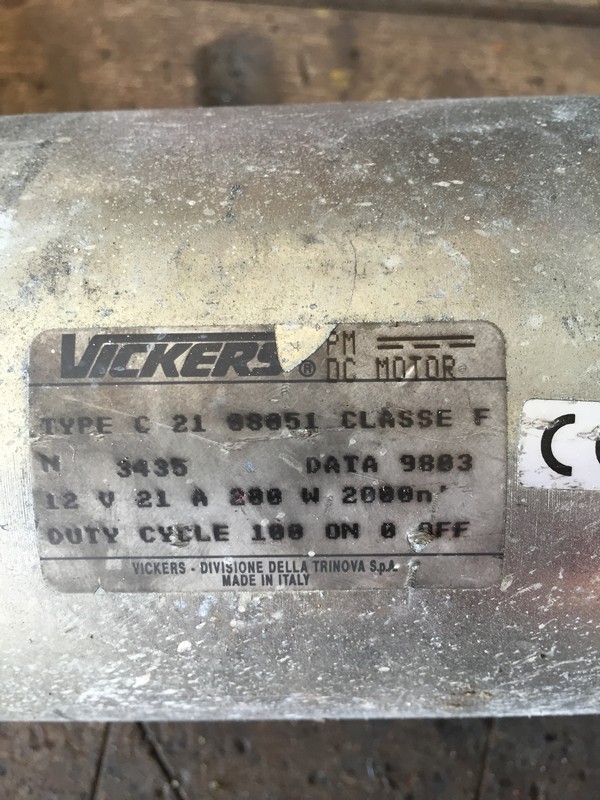 VICKERS ® PM
DC MOTOR
TYPE C 21 08051 CLASSE F
N 3435 DATA 9803
12 V 21 A 200 W 2000n'
DUTY CYCLE 100 ON 0 OFF
VICKERS - DIVISIONE DELLA TRINOVA S.p.A.
MADE IN ITALY
CE